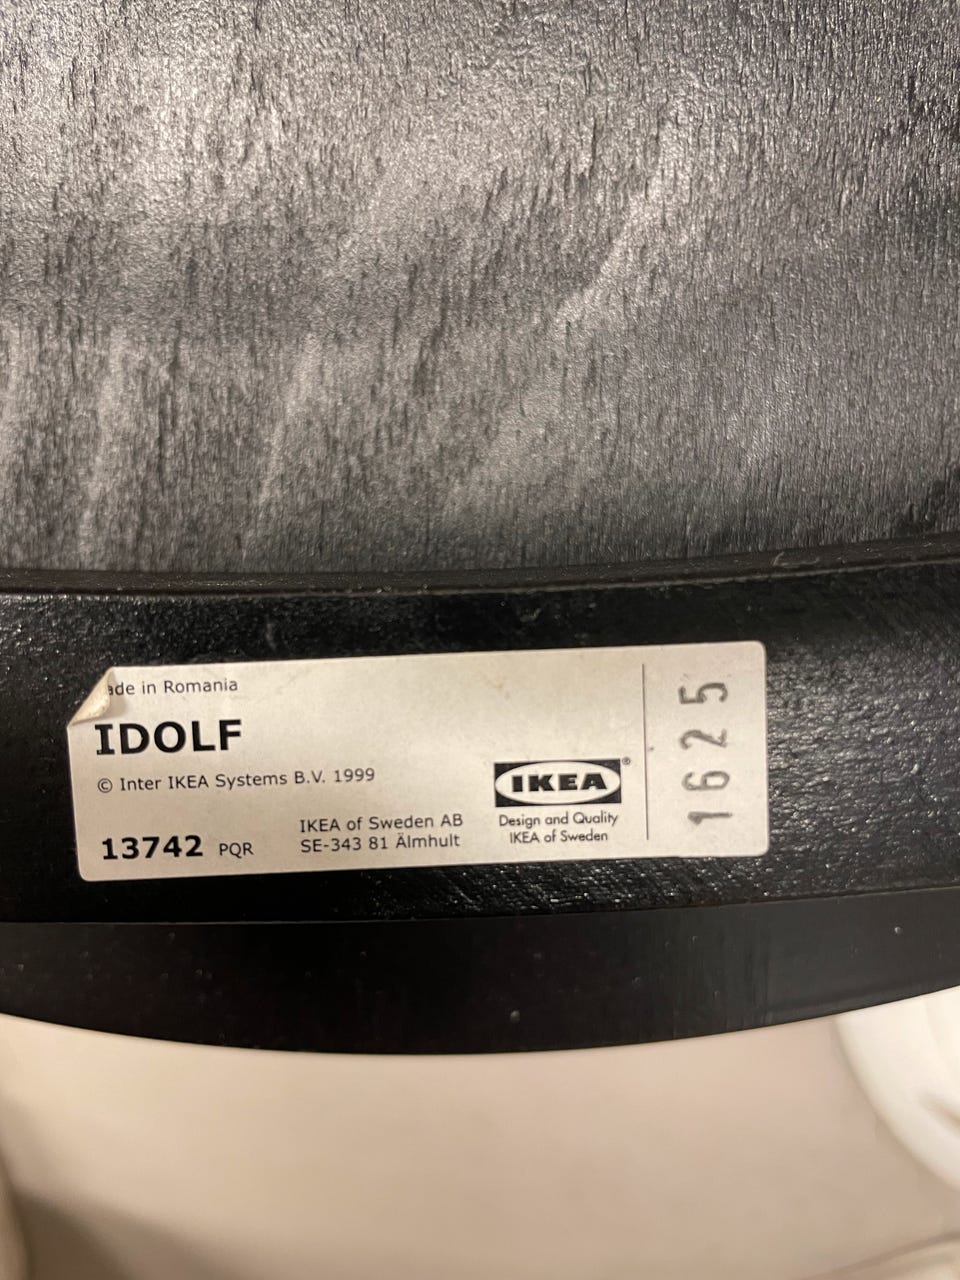 ade in Romania
IDOLF
© Inter IKEA Systems B.V. 1999
13742 PQR
IKEA of Sweden AB
SE-343 81 Älmhult
IKEA®
Design and Quality
IKEA of Sweden
1625